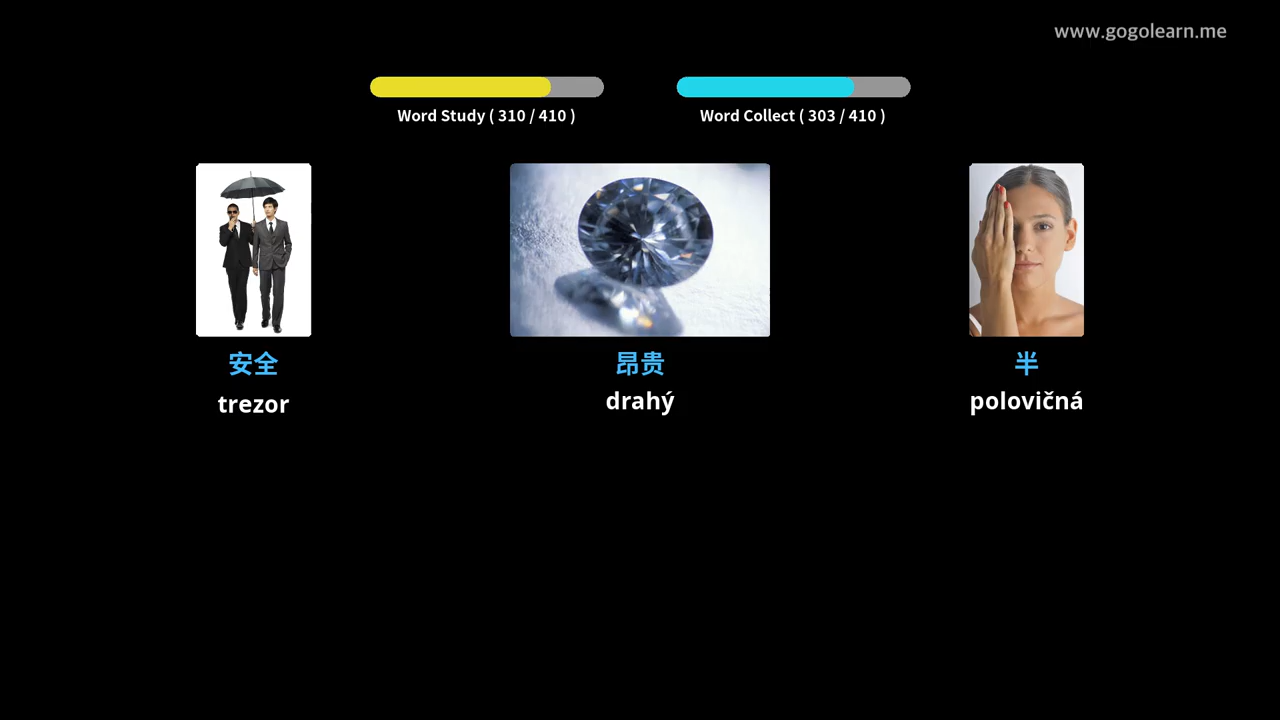 www.gogolearn.me
Word Study ( 310 / 410 )
Word Collect ( 303 / 410 )
安全
昂贵
半
trezor
drahý
polovičná